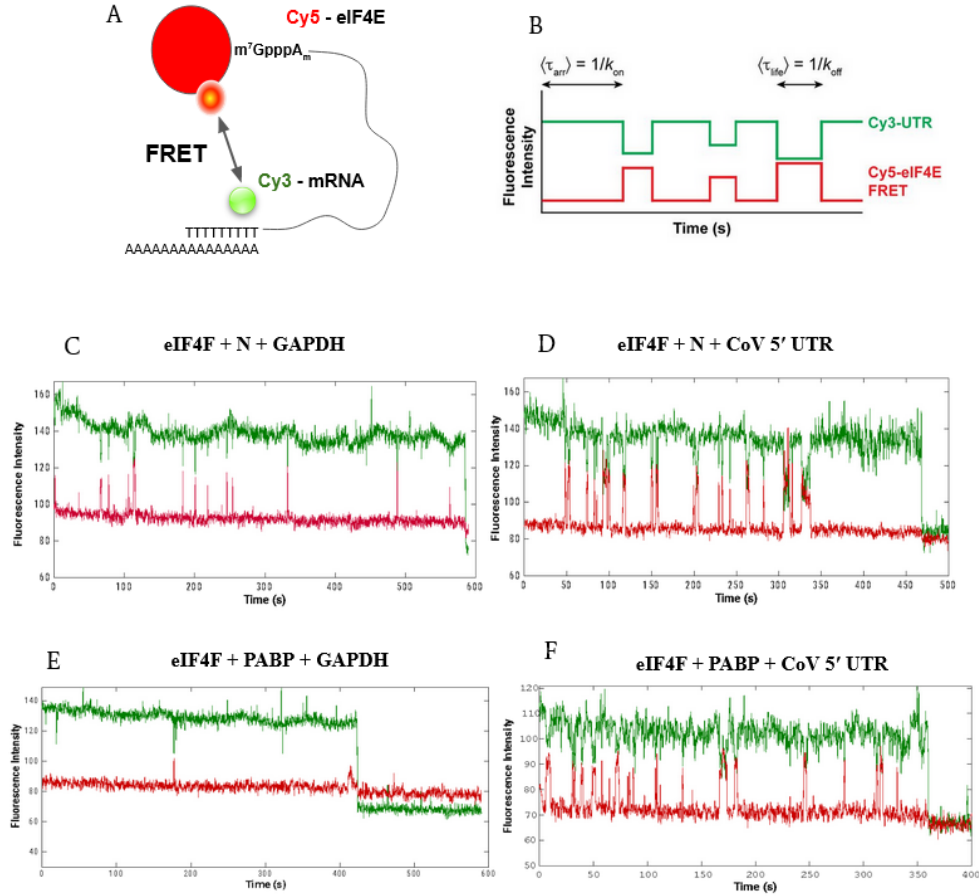 A
Cy5 - eIF4E
m⁷GpppAₘ
FRET
Cy3 - mRNA
TTTTTTTTT
AAAAAAAAAAAAAAA
B
⟨τarr⟩ = 1/kon
⟨τlife⟩ = 1/koff
Fluorescence
Intensity
Cy3-UTR
Cy5-eIF4E
FRET
Time (s)
C
eIF4F + N + GAPDH
Fluorescence Intensity
160
140
120
100
80
60
0
100
200
300
400
500
600
Time (s)
D
eIF4F + N + CoV 5′ UTR
Fluorescence Intensity
160
140
120
100
80
60
0
50
100
150
200
250
300
350
400
450
500
Time (s)
E
eIF4F + PABP + GAPDH
Fluorescence Intensity
140
120
100
80
60
40
0
100
200
300
400
500
600
Time (s)
F
eIF4F + PABP + CoV 5′ UTR
Fluorescence Intensity
120
110
100
90
80
70
60
50
0
50
100
150
200
250
300
350
400
Time (s)